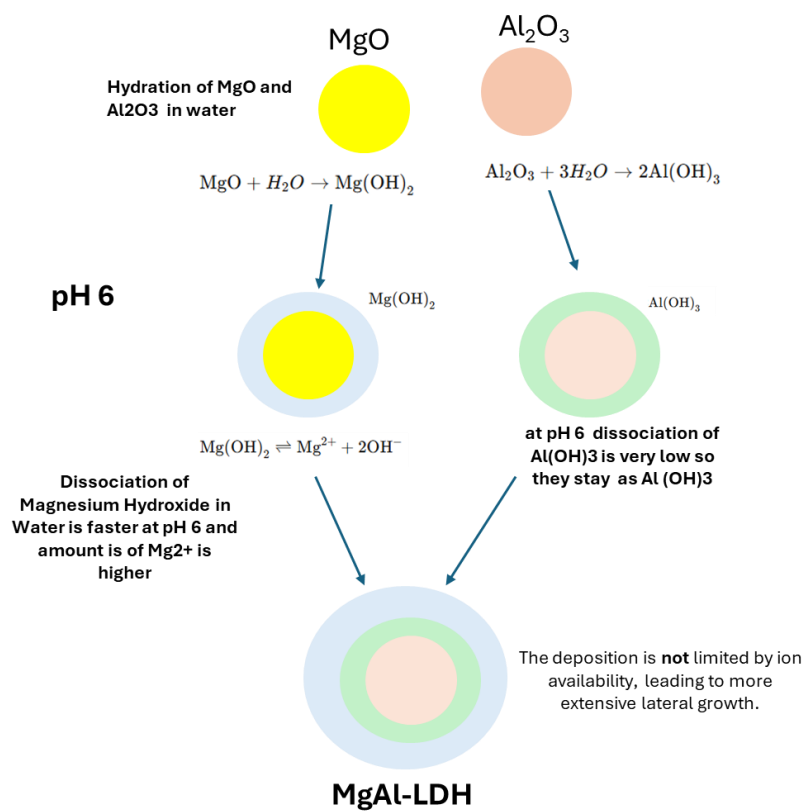 MgO
Al₂O₃
Hydration of MgO and
Al2O3 in water
MgO + H₂O → Mg(OH)₂
Al₂O₃ + 3H₂O → 2Al(OH)₃
pH 6
Mg(OH)₂
Al(OH)₃
Mg(OH)₂ ⇌ Mg²⁺ + 2OH⁻
at pH 6 dissociation of
Al(OH)3 is very low so
they stay as Al (OH)3
Dissociation of
Magnesium Hydroxide in
Water is faster at pH 6 and
amount is of Mg2+ is
higher
The deposition is not limited by ion
availability, leading to more
extensive lateral growth.
MgAl-LDH